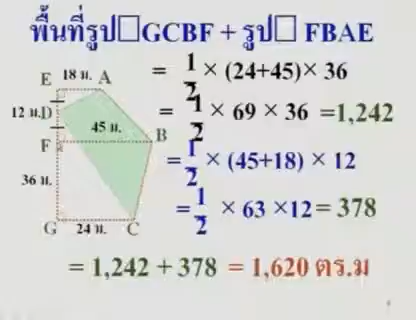 พื้นที่รูป□GCBF + รูป□ FBAE
E 18 ม. A
= 1/2 × (24+45)× 36
12 ม. D
45 ม. B
= 1/2 × 69 × 36 =1,242
F
= 1/2 × (45+18) × 12
36 ม.
= 1/2 × 63 ×12 = 378
G 24 ม. C
= 1,242 + 378 = 1,620 ตร.ม